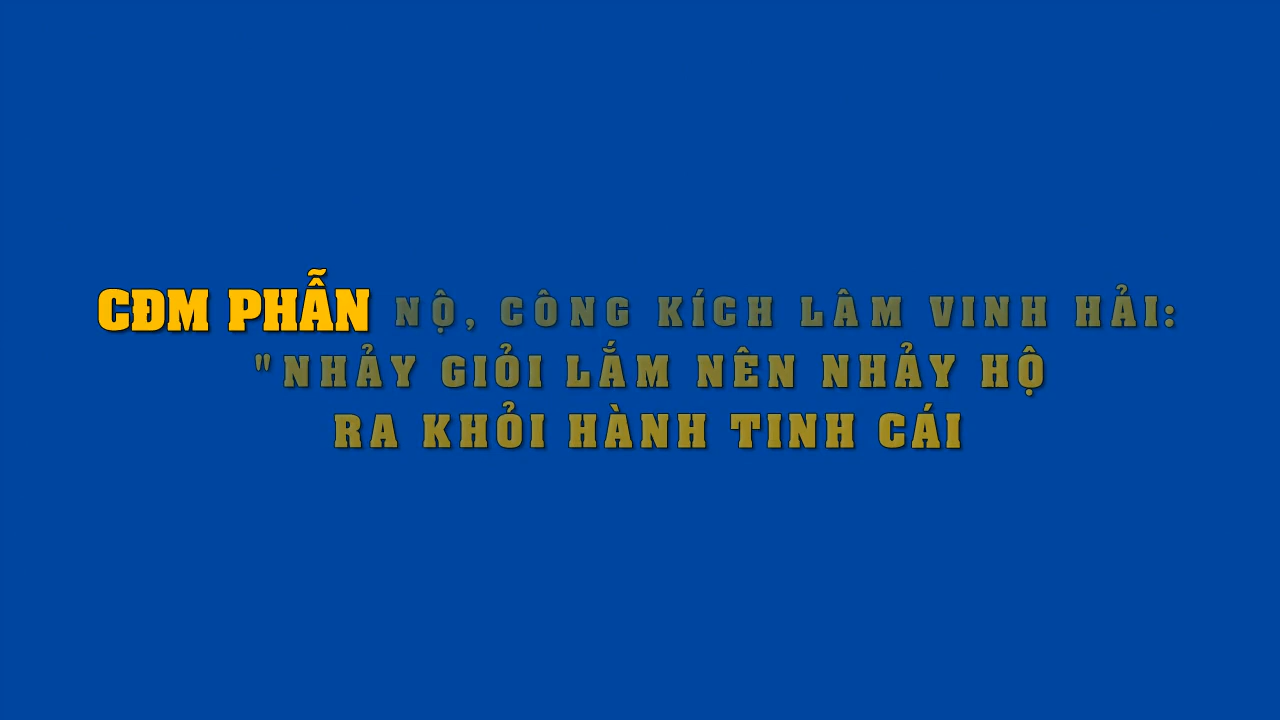 CĐM PHẪN NỘ, CÔNG KÍCH LÂM VINH HẢI:
"NHẢY GIỎI LẮM NÊN NHẢY HỘ
RA KHỎI HÀNH TINH CÁI